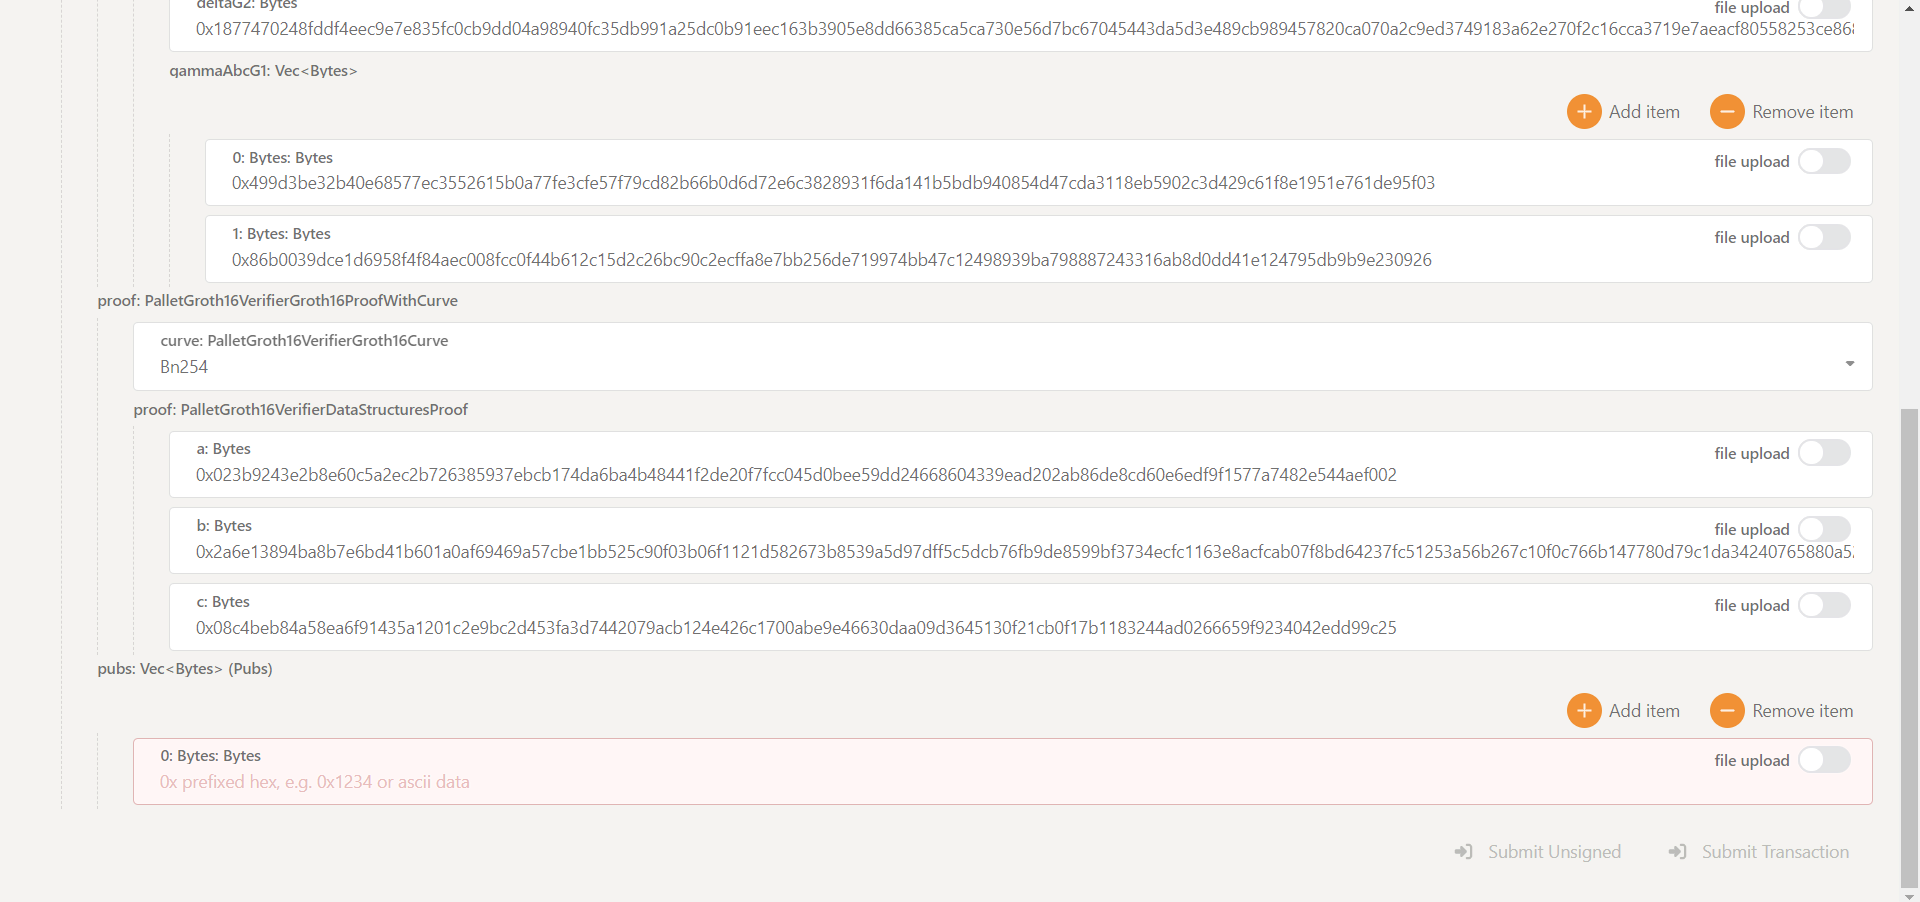 deltaG2: Bytes
file upload
0x1877470248fddf4eec9e7e835fc0cb9dd04a98940fc35db991a25dc0b91eec163b3905e8dd66385ca5ca730e56d7bc67045443da5d3e489cb989457820ca070a2c9ed3749183a62e270f2c16cca3719e7aeacf80558253ce868
gammaAbcG1: Vec<Bytes>
Add item
Remove item
0: Bytes: Bytes
file upload
0x499d3be32b40e68577ec3552615b0a77fe3cfe57f79cd82b66b0d6d72e6c3828931f6da141b5bdb940854d47cda3118eb5902c3d429c61f8e1951e761de95f03
1: Bytes: Bytes
file upload
0x86b0039dce1d6958f4f84aec008fcc0f44b612c15d2c26bc90c2ecffa8e7bb256de719974bb47c12498939ba798887243316ab8d0dd41e124795db9b9e230926
proof: PalletGroth16VerifierGroth16ProofWithCurve
curve: PalletGroth16VerifierGroth16Curve
Bn254
proof: PalletGroth16VerifierDataStructuresProof
a: Bytes
file upload
0x023b9243e2b8e60c5a2ec2b726385937ebcb174da6ba4b48441f2de20f7fcc045d0bee59dd24668604339ead202ab86de8cd60e6edf9f1577a7482e544aef002
b: Bytes
file upload
0x2a6e13894ba8b7e6bd41b601a0af69469a57cbe1bb525c90f03b06f1121d582673b8539a5d97dff5c5dcb76fb9de8599bf3734ecfc1163e8acfcab07f8bd64237fc51253a56b267c10f0c766b147780d79c1da34240765880a5
c: Bytes
file upload
0x08c4beb84a58ea6f91435a1201c2e9bc2d453fa3d7442079acb124e426c1700abe9e46630daa09d3645130f21cb0f17b1183244ad0266659f9234042edd99c25
pubs: Vec<Bytes> (Pubs)
Add item
Remove item
0: Bytes: Bytes
file upload
0x prefixed hex, e.g. 0x1234 or ascii data
Submit Unsigned
Submit Transaction